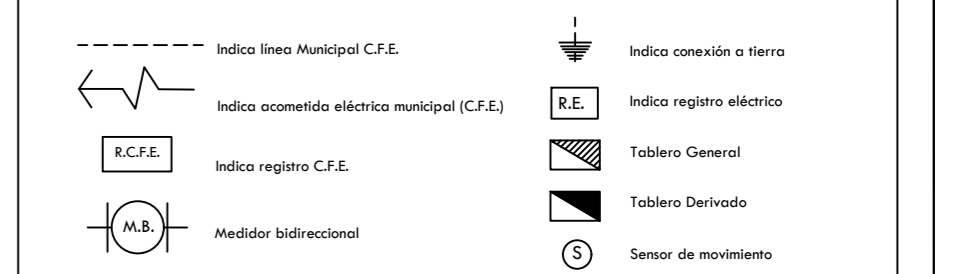 Indica línea Municipal C.F.E.
Indica acometida eléctrica municipal (C.F.E.)
R.C.F.E.
Indica registro C.F.E.
M.B.
Medidor bidireccional
Indica conexión a tierra
R.E.
Indica registro eléctrico
Tablero General
Tablero Derivado
S
Sensor de movimiento